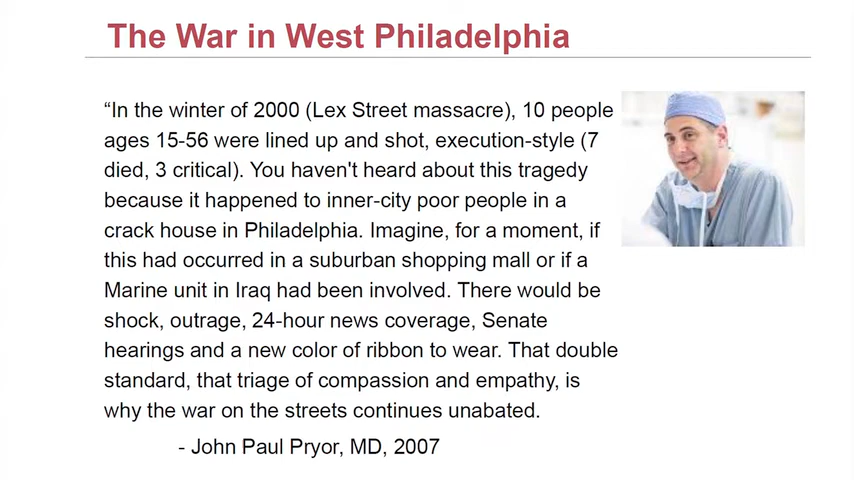 The War in West Philadelphia
“In the winter of 2000 (Lex Street massacre), 10 people
ages 15-56 were lined up and shot, execution-style (7
died, 3 critical). You haven't heard about this tragedy
because it happened to inner-city poor people in a
crack house in Philadelphia. Imagine, for a moment, if
this had occurred in a suburban shopping mall or if a
Marine unit in Iraq had been involved. There would be
shock, outrage, 24-hour news coverage, Senate
hearings and a new color of ribbon to wear. That double
standard, that triage of compassion and empathy, is
why the war on the streets continues unabated.
- John Paul Pryor, MD, 2007